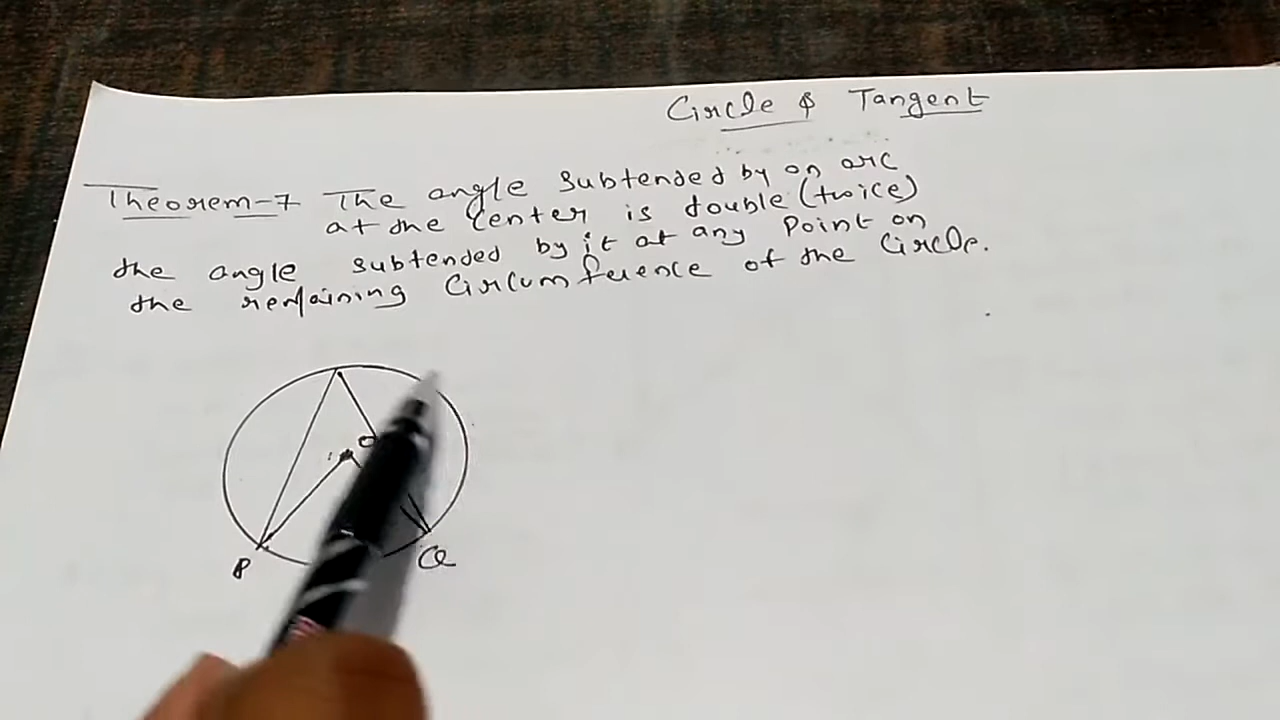 Circle & Tangent
Theorem-7 The angle subtended by on arc
at the Center is double (twice)
the angle subtended by it at any Point on
the remaining Circumference of the Circle.
O
P
Q